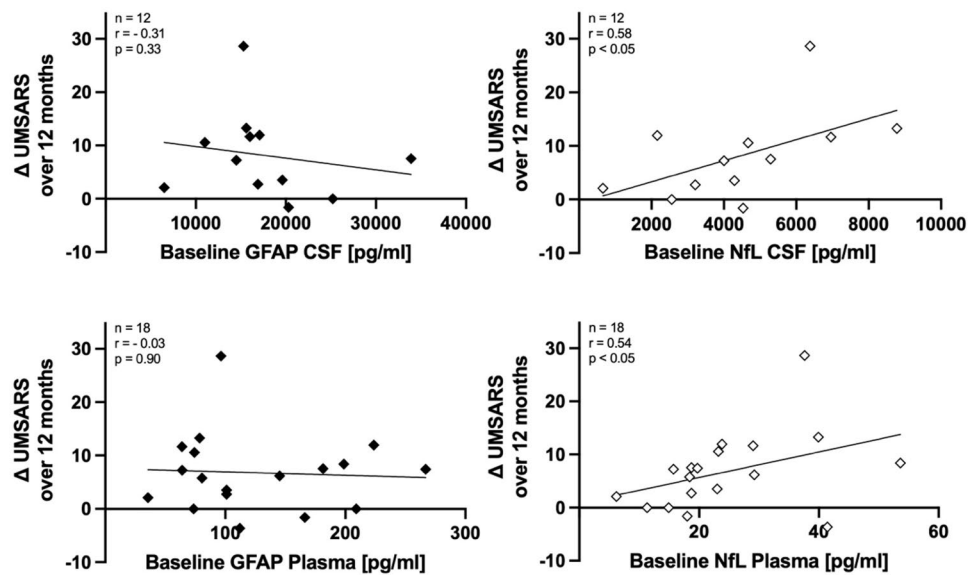 n = 12
r = - 0.31
p = 0.33
30
20
10
0
-10
Δ UMSARS
over 12 months
10000 20000 30000 40000
Baseline GFAP CSF [pg/ml]
n = 12
r = 0.58
p < 0.05
30
20
10
0
-10
Δ UMSARS
over 12 months
2000 4000 6000 8000 10000
Baseline NfL CSF [pg/ml]
n = 18
r = - 0.03
p = 0.90
30
20
10
0
-10
Δ UMSARS
over 12 months
100 200 300
Baseline GFAP Plasma [pg/ml]
n = 18
r = 0.54
p < 0.05
30
20
10
0
-10
Δ UMSARS
over 12 months
20 40 60
Baseline NfL Plasma [pg/ml]